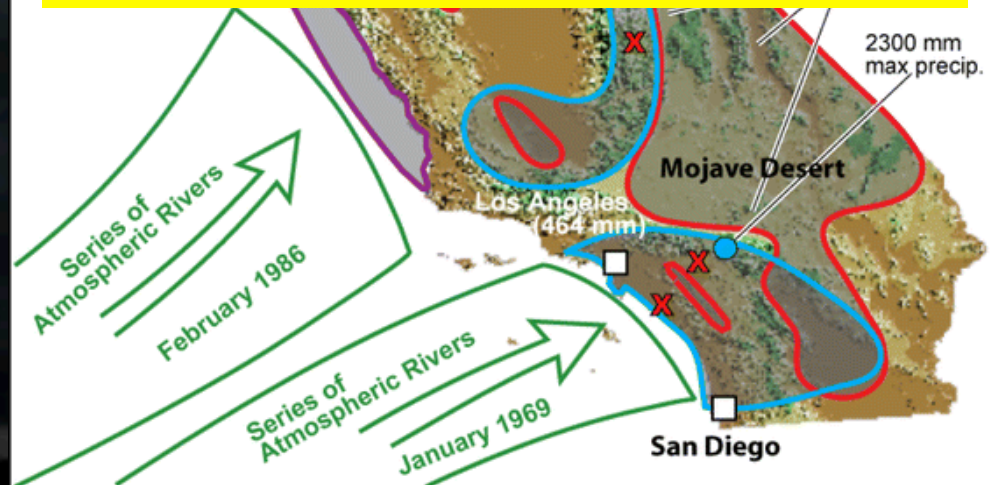 2300 mm
max precip.
Mojave Desert
Los Angeles
(464 mm)
X
X
X
Series of
Atmospheric Rivers
February 1986
Series of
Atmospheric Rivers
January 1969
San Diego